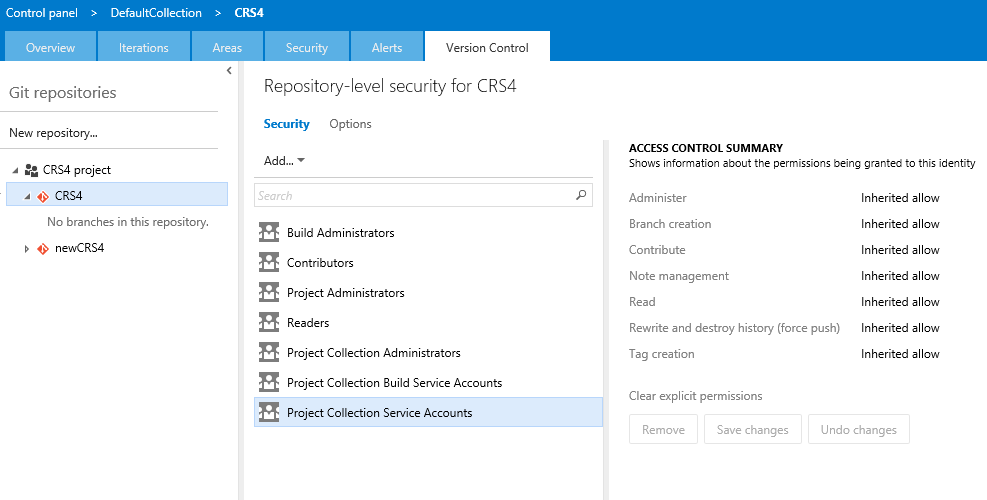 Control panel > DefaultCollection > CRS4
Overview Iterations Areas Security Alerts Version Control
Git repositories
New repository...
CRS4 project
CRS4
No branches in this repository.
newCRS4
Repository-level security for CRS4
Security Options
Add...
Search
Build Administrators
Contributors
Project Administrators
Readers
Project Collection Administrators
Project Collection Build Service Accounts
Project Collection Service Accounts
ACCESS CONTROL SUMMARY
Shows information about the permissions being granted to this identity
Administer Inherited allow
Branch creation Inherited allow
Contribute Inherited allow
Note management Inherited allow
Read Inherited allow
Rewrite and destroy history (force push) Inherited allow
Tag creation Inherited allow
Clear explicit permissions
Remove Save changes Undo changes